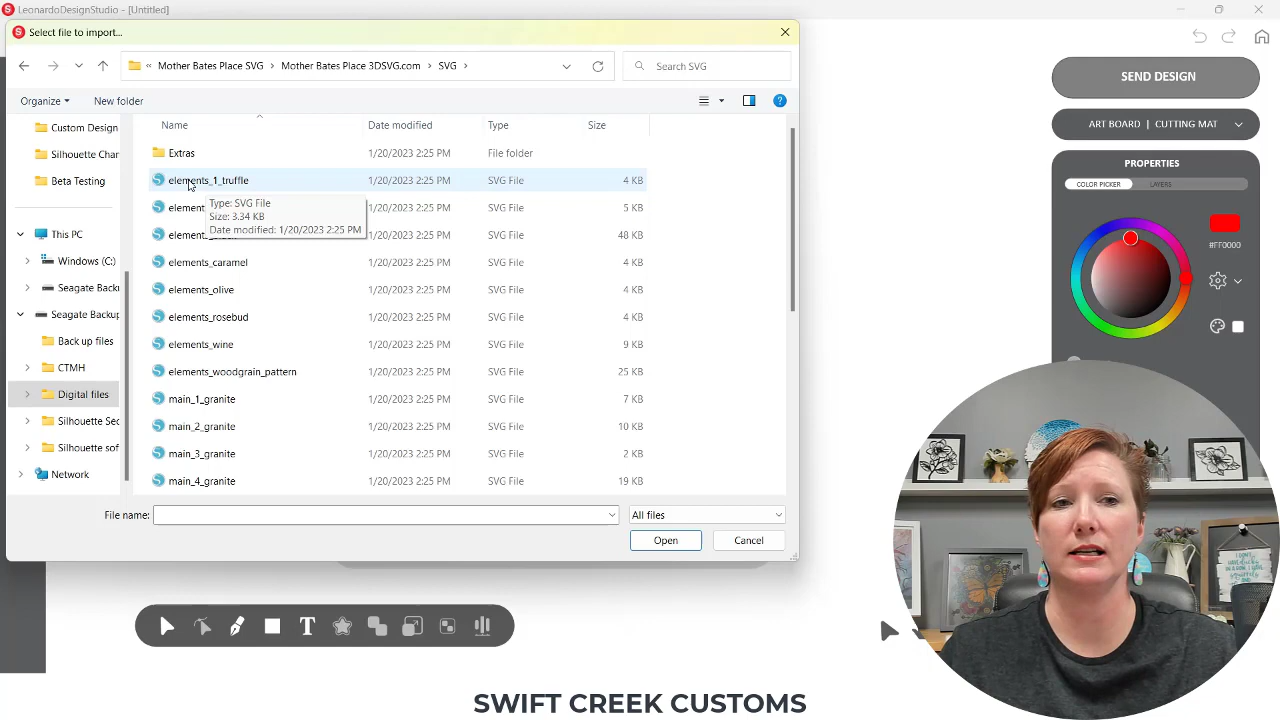 LeonardoDesignStudio - [Untitled]
Select file to import...
« Mother Bates Place SVG > Mother Bates Place 3DSVG.com > SVG >
Search SVG
Organize
New folder
Name
Date modified
Type
Size
Custom Design
Silhouette Char
Beta Testing
This PC
Windows (C:)
Seagate Backu
Seagate Backup
Back up files
CTMH
Digital files
Silhouette Sec
Silhouette sof
Network
Extras 1/20/2023 2:25 PM File folder
elements_1_truffle 1/20/2023 2:25 PM SVG File 4 KB
element 1/20/2023 2:25 PM SVG File 5 KB
1/20/2023 2:25 PM SVG File 48 KB
elements_caramel 1/20/2023 2:25 PM SVG File 4 KB
elements_olive 1/20/2023 2:25 PM SVG File 4 KB
elements_rosebud 1/20/2023 2:25 PM SVG File 4 KB
elements_wine 1/20/2023 2:25 PM SVG File 9 KB
elements_woodgrain_pattern 1/20/2023 2:25 PM SVG File 25 KB
main_1_granite 1/20/2023 2:25 PM SVG File 7 KB
main_2_granite 1/20/2023 2:25 PM SVG File 10 KB
main_3_granite 1/20/2023 2:25 PM SVG File 2 KB
main_4_granite 1/20/2023 2:25 PM SVG File 19 KB
Type: SVG File
Size: 3.34 KB
Date modified: 1/20/2023 2:25 PM
File name:
All files
Open
Cancel
SEND DESIGN
ART BOARD | CUTTING MAT
PROPERTIES
COLOR PICKER
LAYERS
#FF0000
SWIFT CREEK CUSTOMS